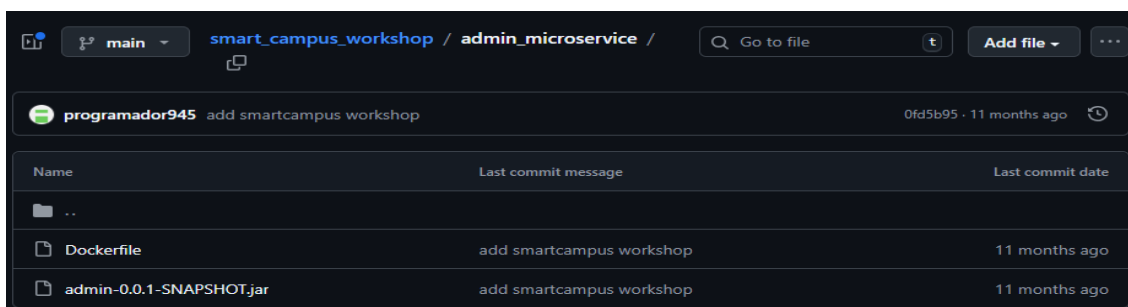 main
smart_campus_workshop / admin_microservice /
Go to file
t
Add file
...
programador945 add smartcampus workshop
0fd5b95 · 11 months ago
Name Last commit message Last commit date
..
Dockerfile add smartcampus workshop 11 months ago
admin-0.0.1-SNAPSHOT.jar add smartcampus workshop 11 months ago